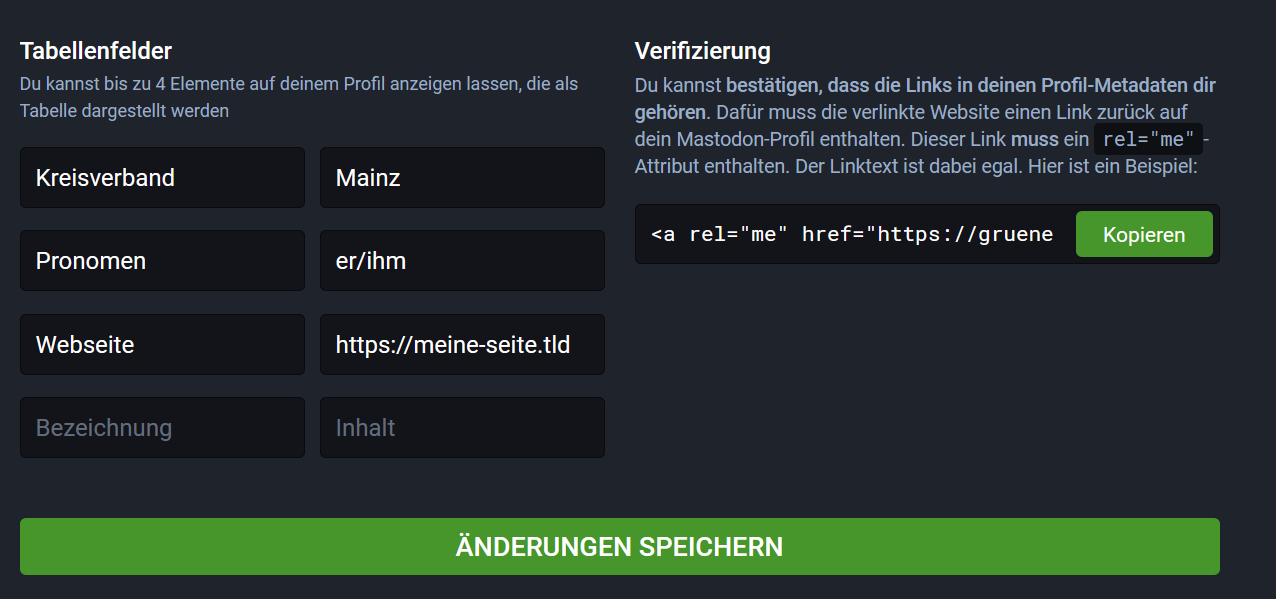 Tabellenfelder
Du kannst bis zu 4 Elemente auf deinem Profil anzeigen lassen, die als
Tabelle dargestellt werden
Kreisverband
Mainz
Pronomen
er/ihm
Webseite
https://meine-seite.tld
Bezeichnung
Inhalt
Verifizierung
Du kannst bestätigen, dass die Links in deinen Profil-Metadaten dir
gehören. Dafür muss die verlinkte Website einen Link zurück auf
dein Mastodon-Profil enthalten. Dieser Link muss ein rel="me" -
Attribut enthalten. Der Linktext ist dabei egal. Hier ist ein Beispiel:
<a rel="me" href="https://gruene
Kopieren
ÄNDERUNGEN SPEICHERN